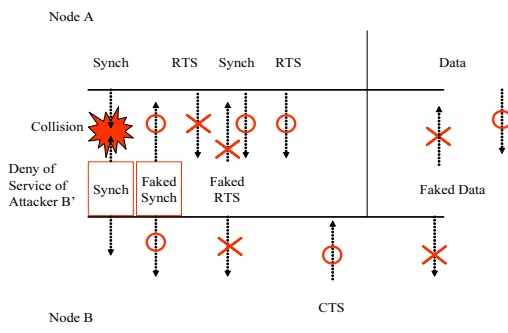 Node A
Synch RTS Synch RTS Data
Collision
Deny of
Service of
Attacker B'
Synch
Faked
Synch
Faked
RTS
Faked Data
CTS
Node B